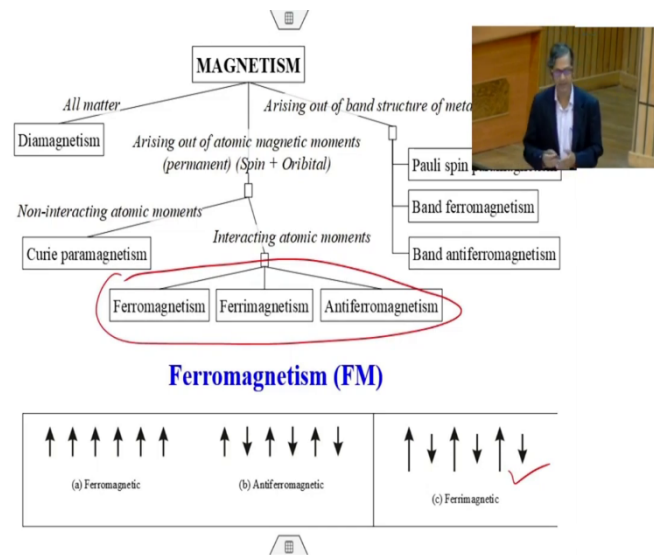 MAGNETISM
All matter
Arising out of band structure of meta
Diamagnetism
Arising out of atomic magnetic moments
(permanent) (Spin + Oribital)
Pauli spin
Non-interacting atomic moments
Band ferromagnetism
Interacting atomic moments
Curie paramagnetism
Band antiferromagnetism
Ferromagnetism
Ferrimagnetism
Antiferromagnetism
Ferromagnetism (FM)
(a) Ferromagnetic
(b) Antiferromagnetic
(c) Ferrimagnetic